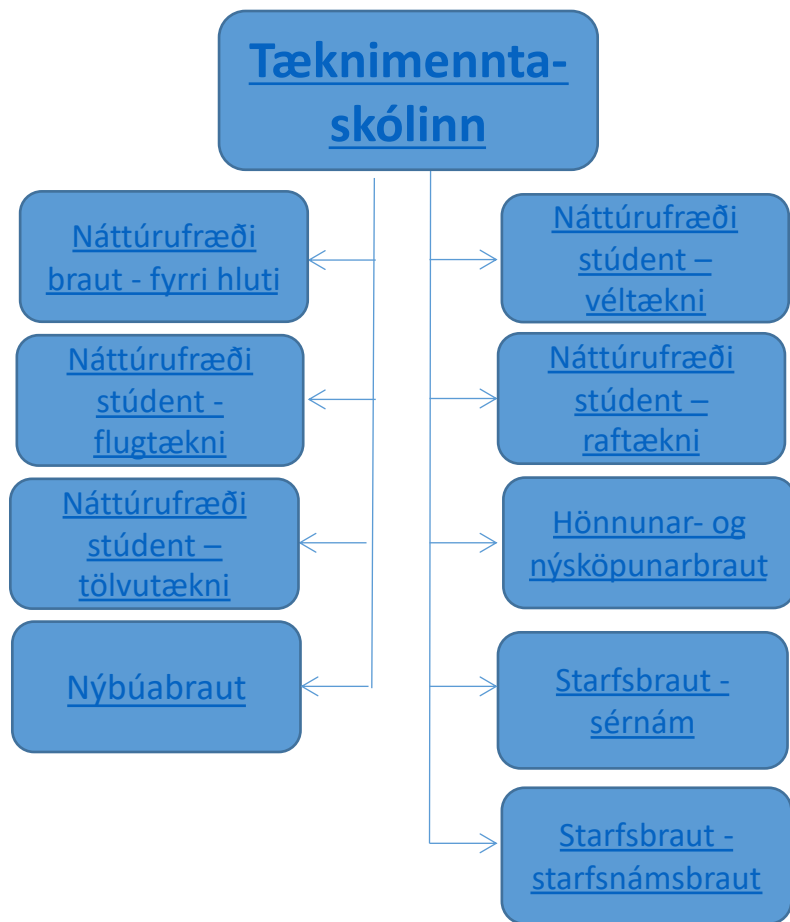 Tæknimennta-
skólinn
Náttúrufræði
braut - fyrri hluti
Náttúrufræði
stúdent -
flugtækni
Náttúrufræði
stúdent –
tölvutækni
Nýbúabraut
Náttúrufræði
stúdent –
véltækni
Náttúrufræði
stúdent –
raftækni
Hönnunar- og
nýsköpunarbraut
Starfsbraut -
sérnám
Starfsbraut -
starfsnámsbraut